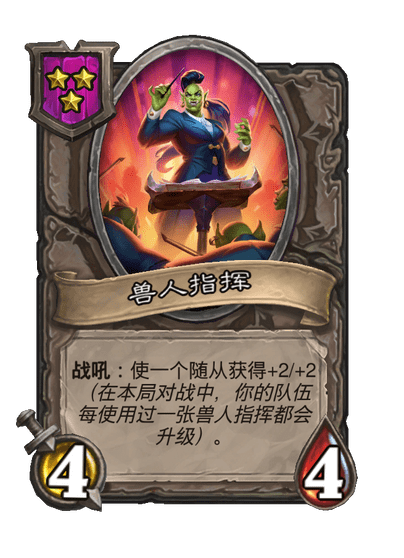 兽人指挥
战吼：使一个随从获得+2/+2
（在本局对战中，你的队伍
每使用过一张兽人指挥都会
升级）。
4
4